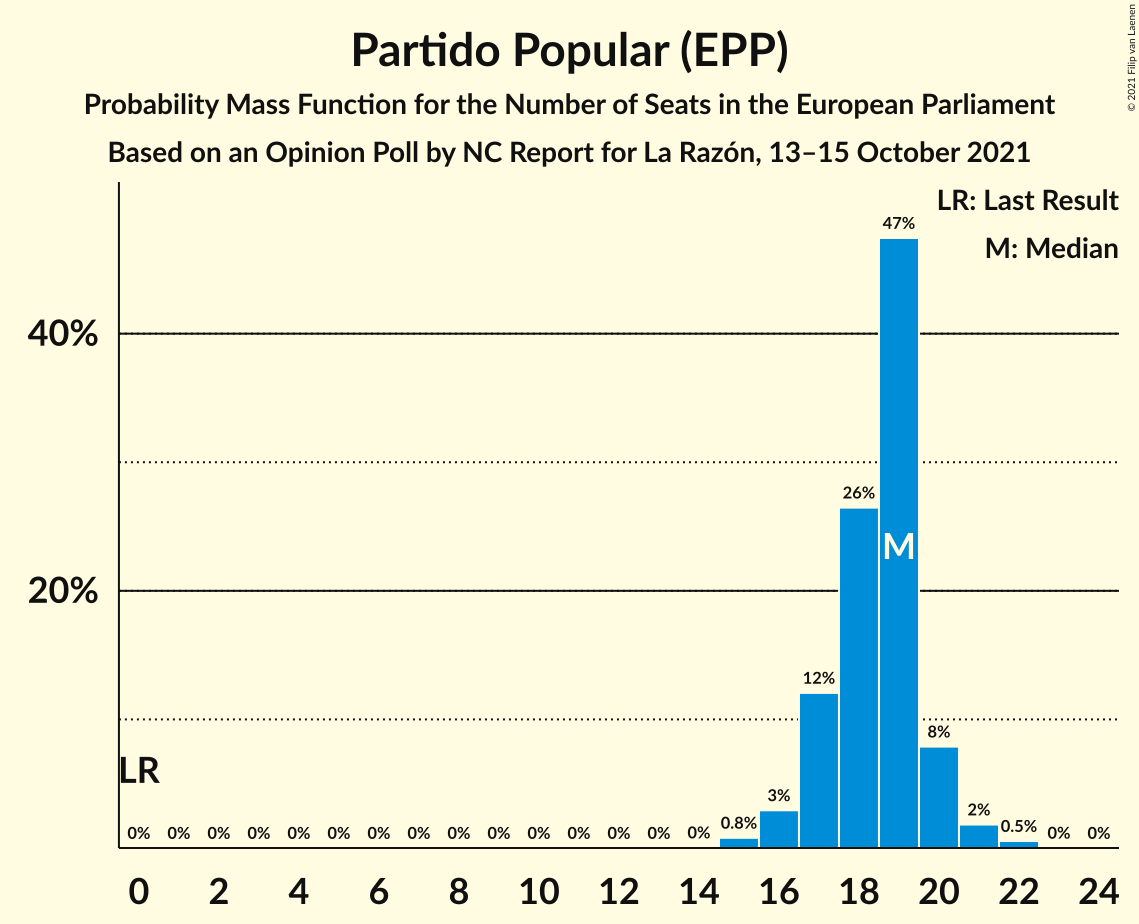 Partido Popular (EPP)
Probability Mass Function for the Number of Seats in the European Parliament
Based on an Opinion Poll by NC Report for La Razón, 13–15 October 2021
© 2021 Filip van Laenen
LR: Last Result
M: Median
40%
20%
LR
M
0% 0% 0% 0% 0% 0% 0% 0% 0% 0% 0% 0% 0% 0% 0% 0.8% 3% 12% 26% 47% 8% 2% 0.5% 0% 0%
0 2 4 6 8 10 12 14 16 18 20 22 24